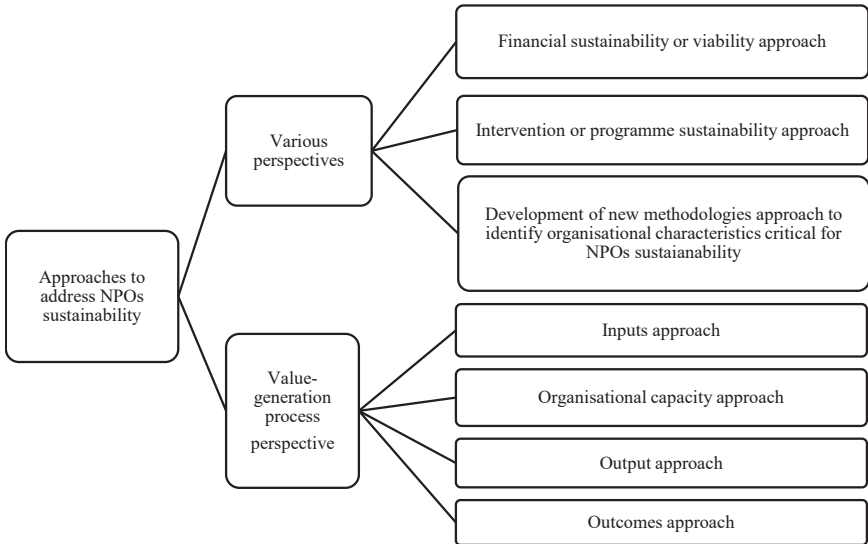 Approaches to
address NPOs
sustainability
Various
perspectives
Financial sustainability or viability approach
Intervention or programme sustainability approach
Development of new methodologies approach to
identify organisational characteristics critical for
NPOs sustaianability
Value-
generation
process
perspective
Inputs approach
Organisational capacity approach
Output approach
Outcomes approach